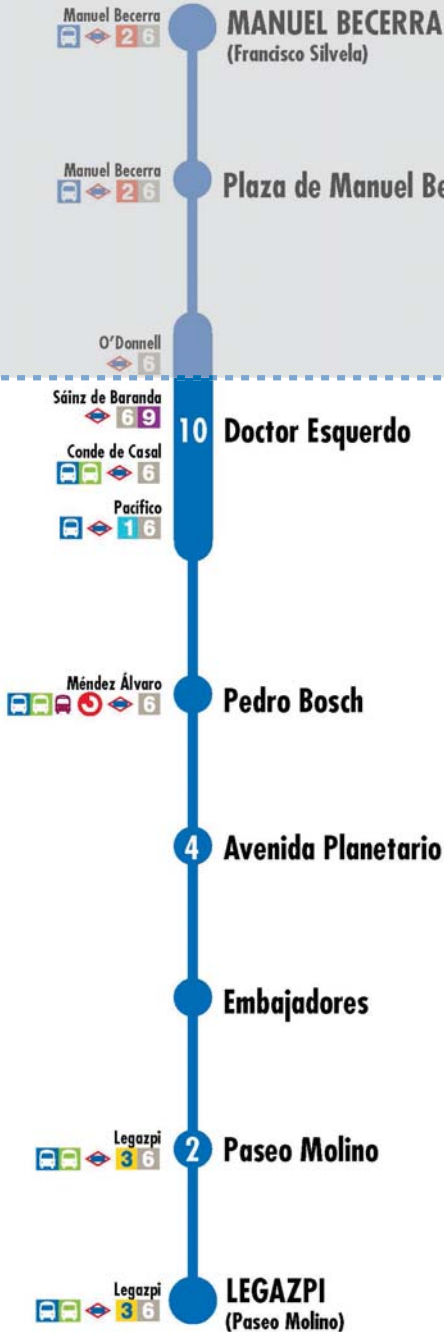 Manuel Becerra
2 6
MANUEL BECERRA
(Francisco Silvela)
Manuel Becerra
2 6
Plaza de Manuel
O'Donnell
6
Sáinz de Baranda
6 9
10 Doctor Esquerdo
Conde de Casal
6
Pacífico
1 6
Méndez Álvaro
6
Pedro Bosch
4 Avenida Planetario
Embajadores
Legazpi
3 6
2 Paseo Molino
Legazpi
3 6
LEGAZPI
(Paseo Molino)